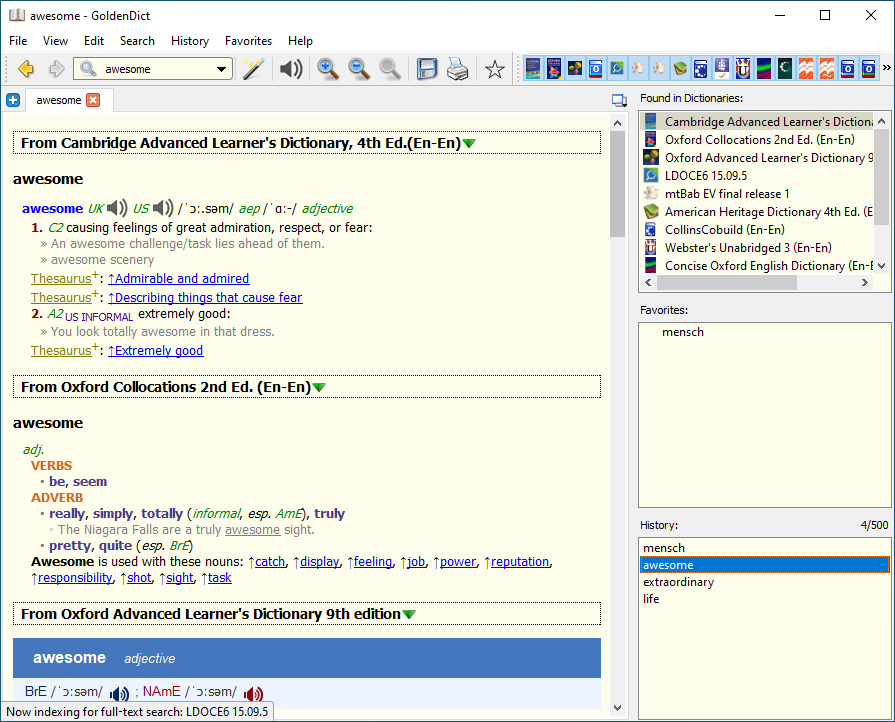 awesome - GoldenDict
File View Edit Search History Favorites Help
awesome
»
awesome
From Cambridge Advanced Learner's Dictionary, 4th Ed.(En-En)
awesome
awesome UK US /ˈɔː.səm/ aep /ˈɑː-/ adjective
1. C2 causing feelings of great admiration, respect, or fear:
» An awesome challenge/task lies ahead of them.
» awesome scenery
Thesaurus+: ↑Admirable and admired
Thesaurus+: ↑Describing things that cause fear
2. A2 US INFORMAL extremely good:
» You look totally awesome in that dress.
Thesaurus+: ↑Extremely good
From Oxford Collocations 2nd Ed. (En-En)
awesome
adj.
VERBS
▪ be, seem
ADVERB
▪ really, simply, totally (informal, esp. AmE), truly
▫ The Niagara Falls are a truly awesome sight.
▪ pretty, quite (esp. BrE)
Awesome is used with these nouns: ↑catch, ↑display, ↑feeling, ↑job, ↑power, ↑reputation,
↑responsibility, ↑shot, ↑sight, ↑task
From Oxford Advanced Learner's Dictionary 9th edition
awesome adjective
BrE /ˈɔːsəm/ ; NAmE /ˈɔːsəm/
Now indexing for full-text search: LDOCE6 15.09.5
Found in Dictionaries:
Cambridge Advanced Learner's Dictiona
Oxford Collocations 2nd Ed. (En-En)
Oxford Advanced Learner's Dictionary 9
LDOCE6 15.09.5
mtBab EV final release 1
American Heritage Dictionary 4th Ed. (E
CollinsCobuild (En-En)
Webster's Unabridged 3 (En-En)
Concise Oxford English Dictionary (En-E
Favorites:
mensch
History: 4/500
mensch
awesome
extraordinary
life